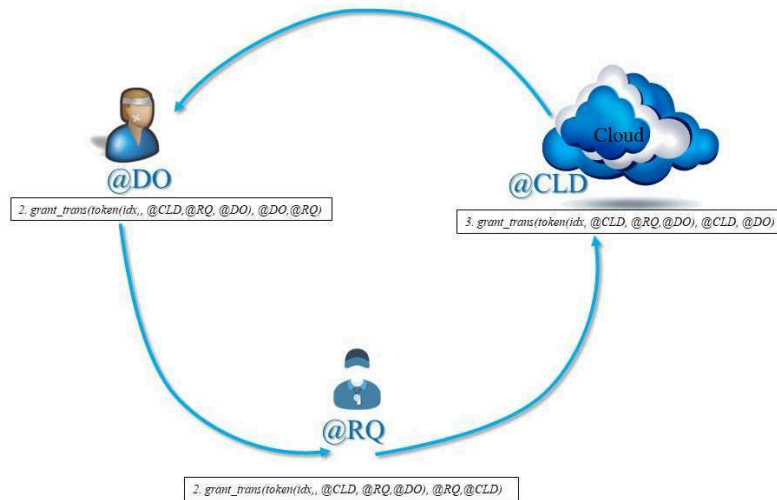 Cloud
@DO
@CLD
2. grant_trans(token(idx,, @CLD,@RQ, @DO), @DO,@RQ)
3. grant_trans(token(idx, @CLD, @RQ,@DO), @CLD, @DO)
@RQ
2. grant_trans(token(idx,, @CLD, @RQ,@DO), @RQ,@CLD)